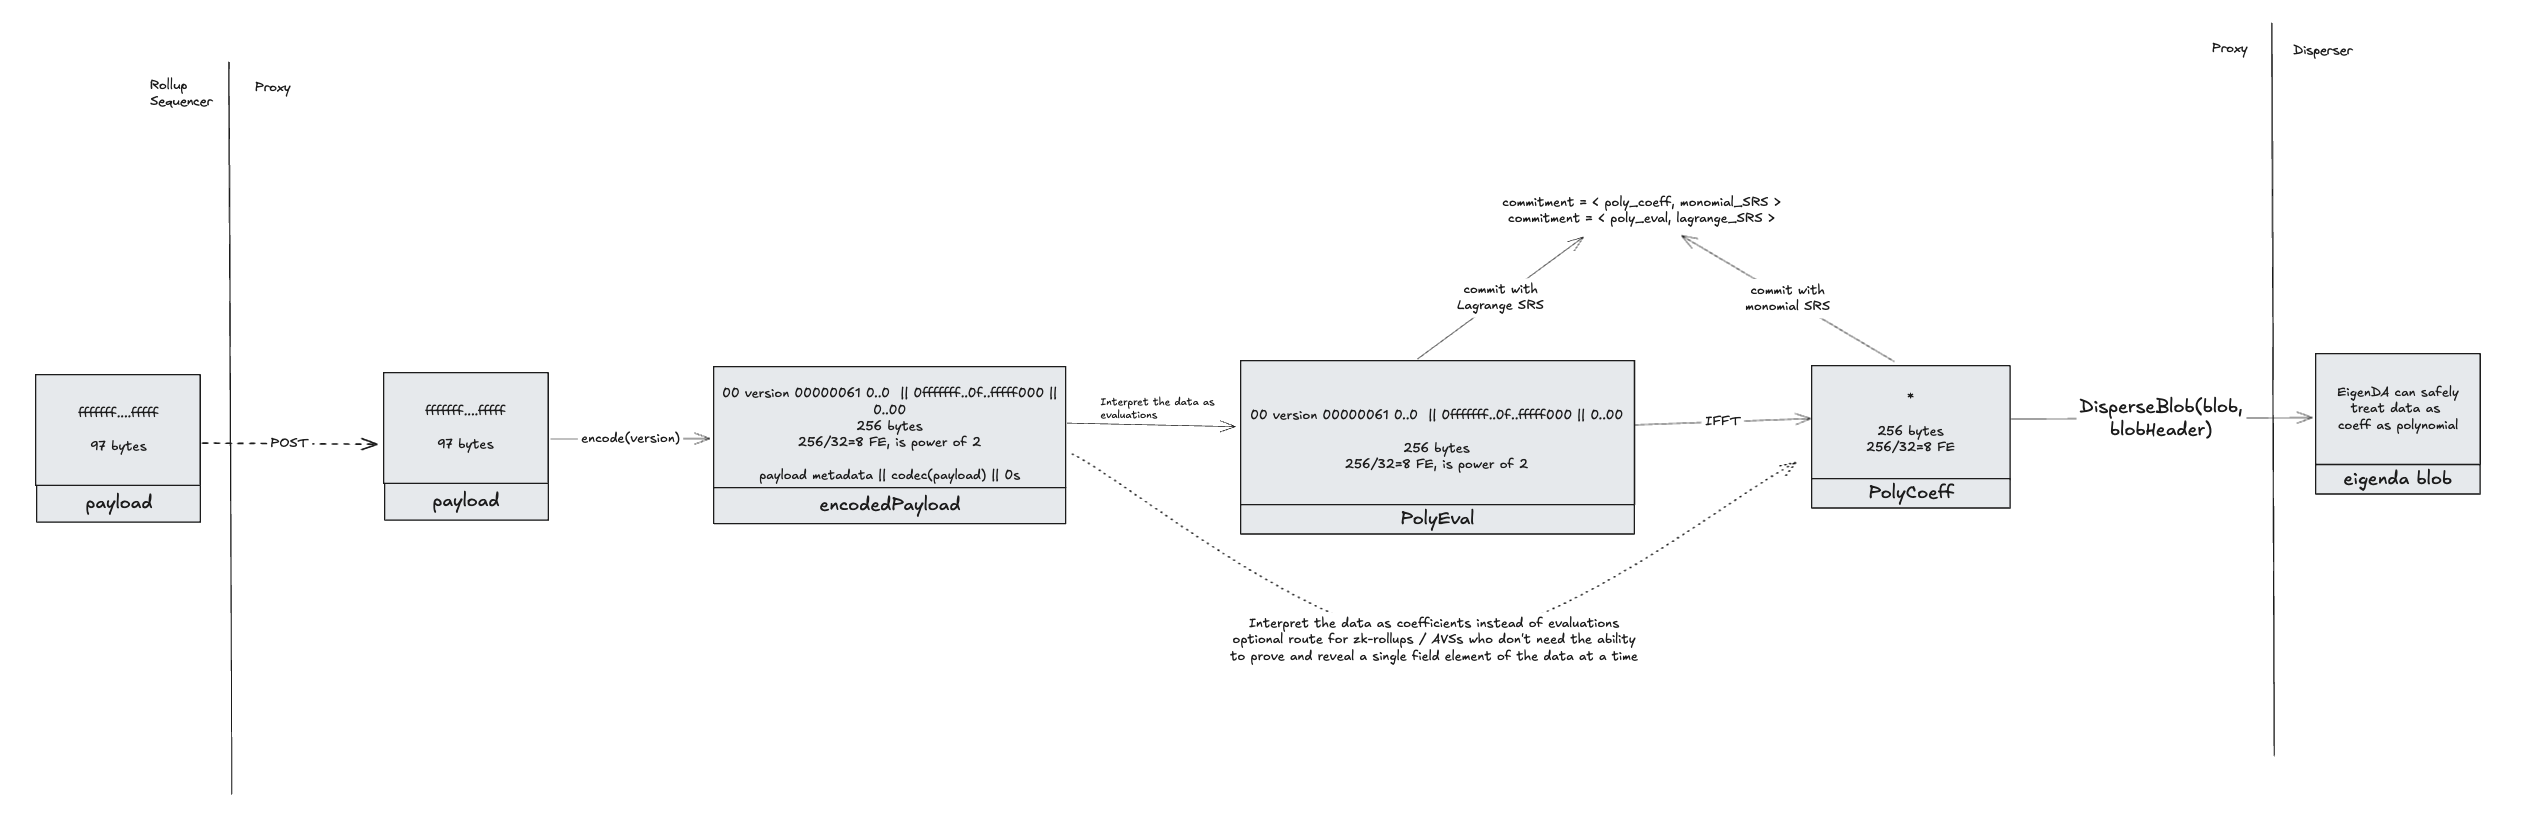 Rollup
Sequencer
Proxy
Proxy
Disperser
commitment = < poly_coeff, monomial_SRS >
commitment = < poly_eval, lagrange_SRS >
commit with
Lagrange SRS
commit with
monomial SRS
fffffff....fffff
97 bytes
payload
POST
fffffff....fffff
97 bytes
payload
encode(version)
00 version 00000061 0..0 || 0fffffff..0f..fffff000 ||
0..00
256 bytes
256/32=8 FE, is power of 2
payload metadata || codec(payload) || 0s
encodedPayload
Interpret the data as
evaluations
00 version 00000061 0..0 || 0fffffff..0f..fffff000 || 0..00
256 bytes
256/32=8 FE, is power of 2
PolyEval
IFFT
*
256 bytes
256/32=8 FE
PolyCoeff
DisperseBlob(blob,
blobHeader)
EigenDA can safely
treat data as
coeff as polynomial
eigenda blob
Interpret the data as coefficients instead of evaluations
optional route for zk-rollups / AVSs who don't need the ability
to prove and reveal a single field element of the data at a time